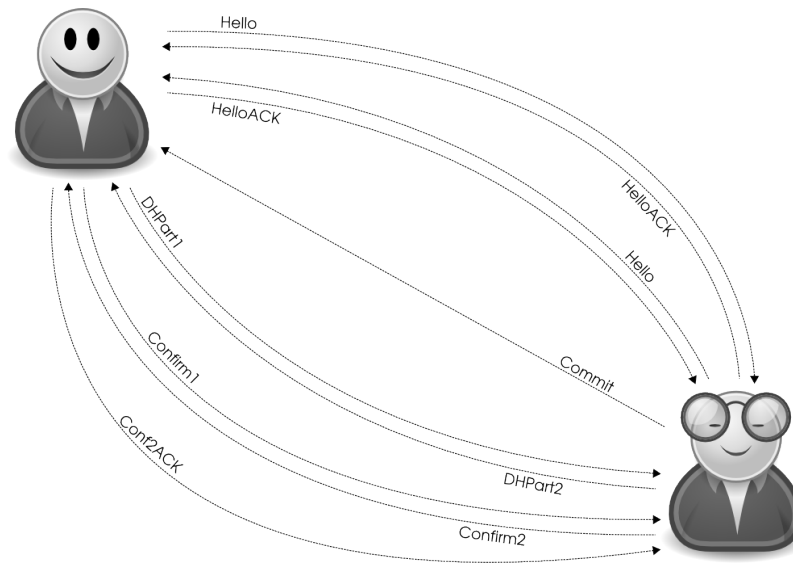 Hello
HelloACK
HelloACK
Hello
Commit
DHPart1
DHPart2
Confirm1
Confirm2
Conf2ACK